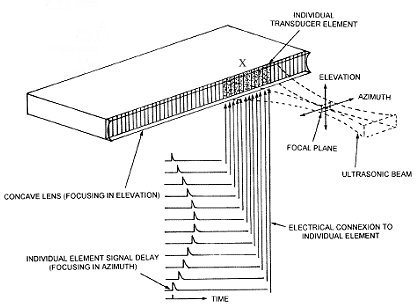 INDIVIDUAL
TRANSDUCER ELEMENT
X
ELEVATION
AZIMUTH
FOCAL PLANE
ULTRASONIC BEAM
CONCAVE LENS (FOCUSING IN ELEVATION)
ELECTRICAL CONNEXION TO
INDIVIDUAL ELEMENT
INDIVIDUAL ELEMENT SIGNAL DELAY
(FOCUSING IN AZIMUTH)
TIME